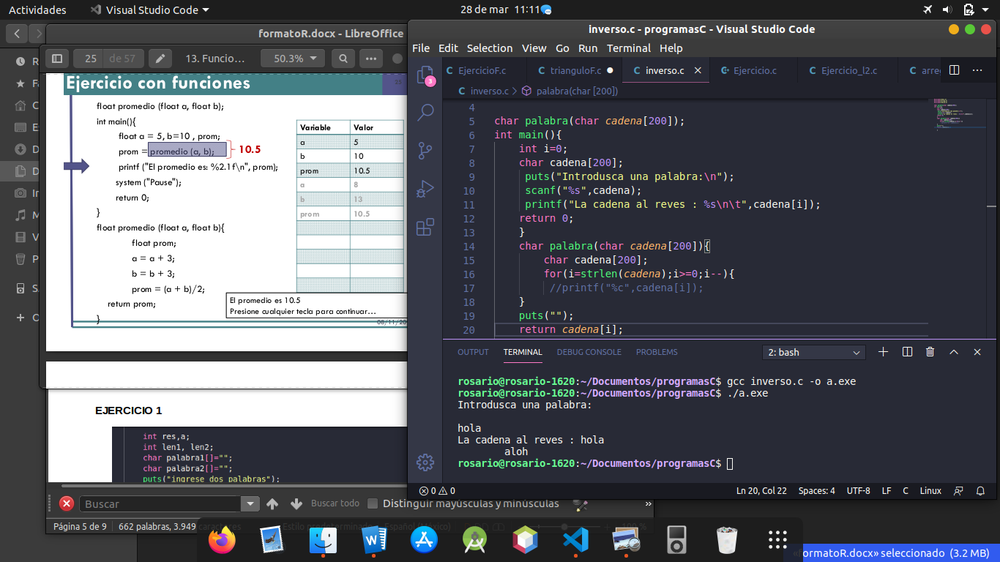 Actividades
Visual Studio Code
28 de mar 11:11
formatoR.docx - LibreOffice
25 de 57
13. Funcio...
50.3%
Ejercicio con funciones
25
float promedio (float a, float b);
int main(){
float a = 5, b=10 , prom;
prom = promedio (a, b);
10.5
printf ("El promedio es: %2.1f\n", prom);
system ("Pause");
return 0;
}
float promedio (float a, float b){
float prom;
a = a + 3;
b = b + 3;
prom = (a + b)/2;
return prom;
}
Variable Valor
a 5
b 10
prom 10.5
a 8
b 13
prom 10.5
El promedio es 10.5
Presione cualquier tecla para continuar...
08/11/20
EJERCICIO 1
int res,a;
int len1, len2;
char palabra1[]="";
char palabra2[]="";
puts("ingrese dos palabras");
Buscar
Buscar todo
Distinguir mayúsculas y minúsculas
»
Página 5 de 9
662 palabras, 3.949 caracteres
Estilo predeterminado
Español (México)
inverso.c - programasC - Visual Studio Code
File Edit Selection View Go Run Terminal Help
3
C EjercicioF.c
C trianguloF.c
C inverso.c
Ejercicio.c
C Ejercicio_l2.c
C arre
C inverso.c > palabra(char [200])
4
5 char palabra(char cadena[200]);
6 int main(){
7 int i=0;
8 char cadena[200];
9 puts("Introdusca una palabra:\n");
10 scanf("%s",cadena);
11 printf("La cadena al reves : %s\n\t",cadena[i]);
12 return 0;
13 }
14 char palabra(char cadena[200]){
15 char cadena[200];
16 for(i=strlen(cadena);i>=0;i--){
17 //printf("%c",cadena[i]);
18 }
19 puts("");
20 return cadena[i];
OUTPUT TERMINAL DEBUG CONSOLE PROBLEMS
2: bash
rosario@rosario-1620:~/Documentos/programasC$ gcc inverso.c -o a.exe
rosario@rosario-1620:~/Documentos/programasC$ ./a.exe
Introdusca una palabra:
hola
La cadena al reves : hola
aloh
rosario@rosario-1620:~/Documentos/programasC$
0 0
Ln 20, Col 22 Spaces: 4 UTF-8 LF C Linux
«formatoR.docx» seleccionado (3.2 MB)